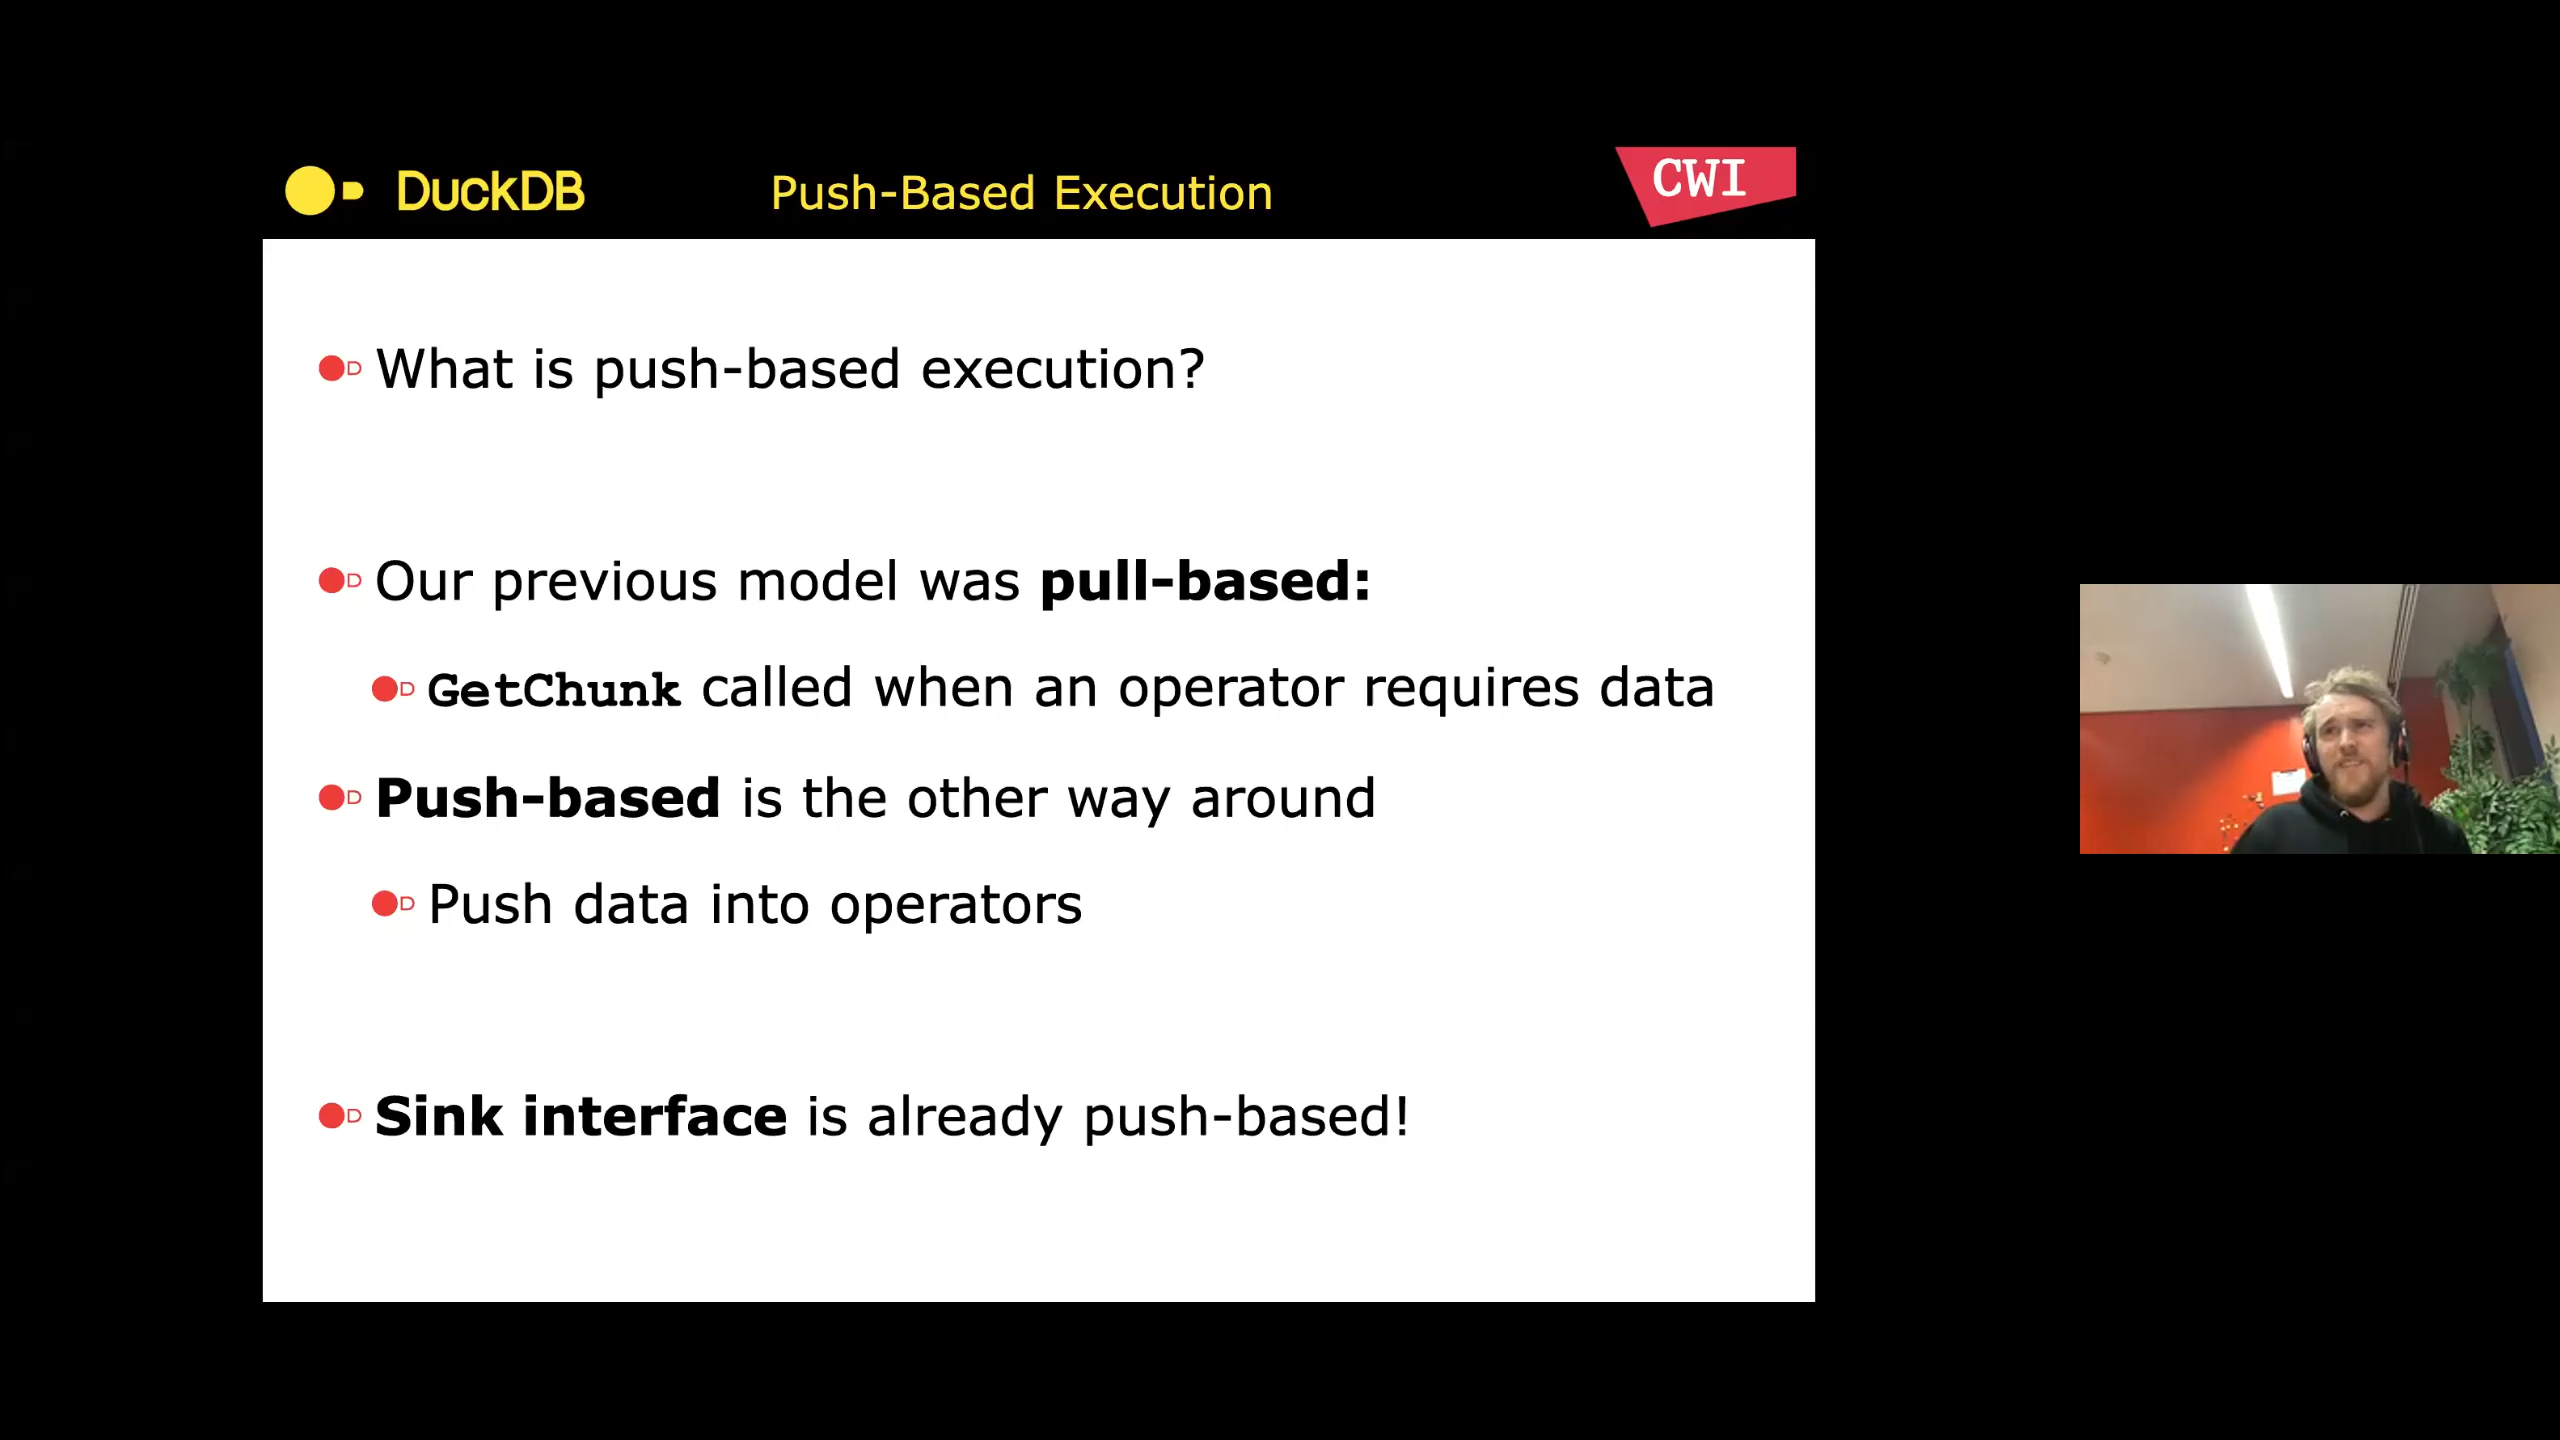 DuckDB
Push-Based Execution
CWI
What is push-based execution?
Our previous model was pull-based:
GetChunk called when an operator requires data
Push-based is the other way around
Push data into operators
Sink interface is already push-based!